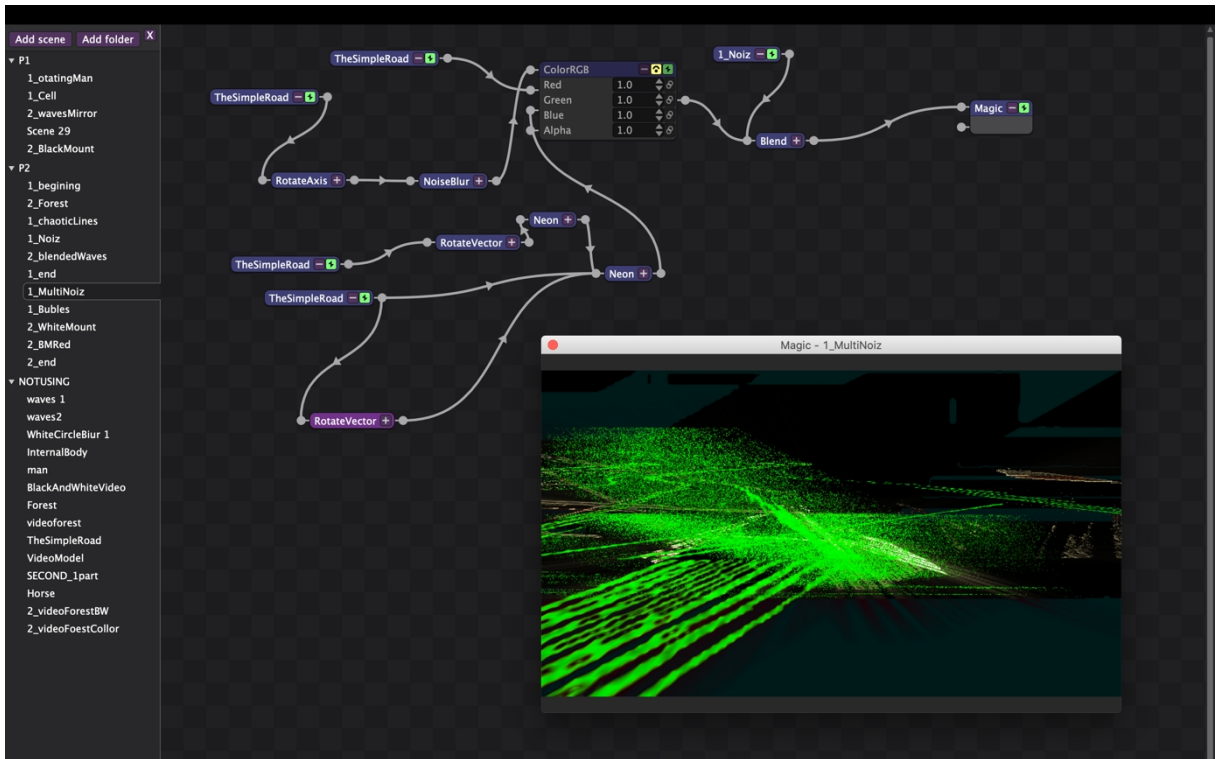 Add scene Add folder X
P1
1_otatingMan
1_Cell
2_wavesMirror
Scene 29
2_BlackMount
P2
1_begining
2_Forest
1_chaoticLines
1_Noiz
2_blendedWaves
1_end
1_MultiNoiz
1_Bubles
2_WhiteMount
2_BMRed
2_end
NOTUSING
waves 1
waves2
WhiteCircleBlur 1
InternalBody
man
BlackAndWhiteVideo
Forest
videoforest
TheSimpleRoad
VideoModel
SECOND_1part
Horse
2_videoForestBW
2_videoFoestCollor
TheSimpleRoad
TheSimpleRoad
ColorRGB
Red 1.0
Green 1.0
Blue 1.0
Alpha 1.0
1_Noiz
Blend
Magic
RotateAxis
NoiseBlur
Neon
RotateVector
TheSimpleRoad
Neon
TheSimpleRoad
RotateVector
Magic - 1_MultiNoiz